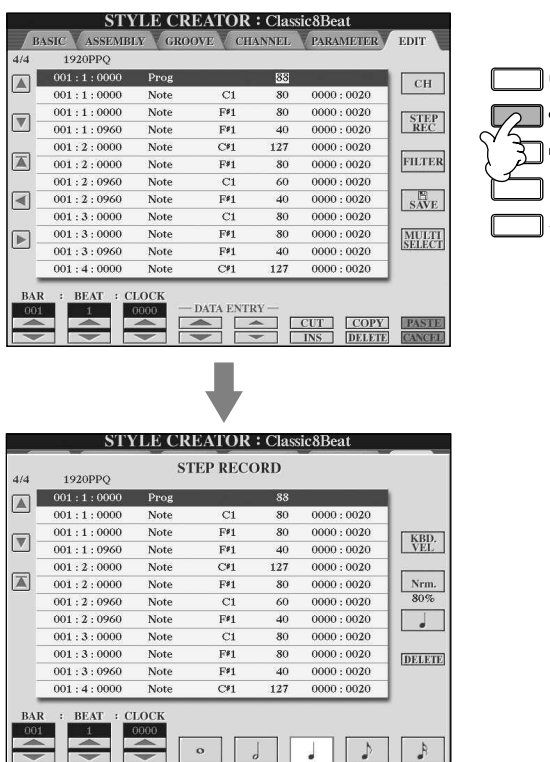 STYLE CREATOR : Classic8Beat
BASIC ASSEMBLY GROOVE CHANNEL PARAMETER EDIT
4/4 1920PPQ
001 : 1 : 0000 Prog 88
CH
001 : 1 : 0000 Note C1 80 0000 : 0020
001 : 1 : 0000 Note F#1 80 0000 : 0020
STEP REC
001 : 1 : 0960 Note F#1 40 0000 : 0020
001 : 2 : 0000 Note C#1 127 0000 : 0020
001 : 2 : 0000 Note F#1 80 0000 : 0020
FILTER
001 : 2 : 0960 Note C1 60 0000 : 0020
001 : 2 : 0960 Note F#1 40 0000 : 0020
SAVE
001 : 3 : 0000 Note C1 80 0000 : 0020
001 : 3 : 0000 Note F#1 80 0000 : 0020
MULTI SELECT
001 : 3 : 0960 Note F#1 40 0000 : 0020
001 : 4 : 0000 Note C#1 127 0000 : 0020
BAR : BEAT : CLOCK
001 1 0000
DATA ENTRY
CUT COPY PASTE
INS DELETE CANCEL
STYLE CREATOR : Classic8Beat
STEP RECORD
4/4 1920PPQ
001 : 1 : 0000 Prog 88
001 : 1 : 0000 Note C1 80 0000 : 0020
001 : 1 : 0000 Note F#1 80 0000 : 0020
KBD. VEL
001 : 1 : 0960 Note F#1 40 0000 : 0020
001 : 2 : 0000 Note C#1 127 0000 : 0020
001 : 2 : 0000 Note F#1 80 0000 : 0020
Nrm.
80%
001 : 2 : 0960 Note C1 60 0000 : 0020
001 : 2 : 0960 Note F#1 40 0000 : 0020
001 : 3 : 0000 Note C1 80 0000 : 0020
001 : 3 : 0000 Note F#1 80 0000 : 0020
DELETE
001 : 3 : 0960 Note F#1 40 0000 : 0020
001 : 4 : 0000 Note C#1 127 0000 : 0020
BAR : BEAT : CLOCK
001 1 0000